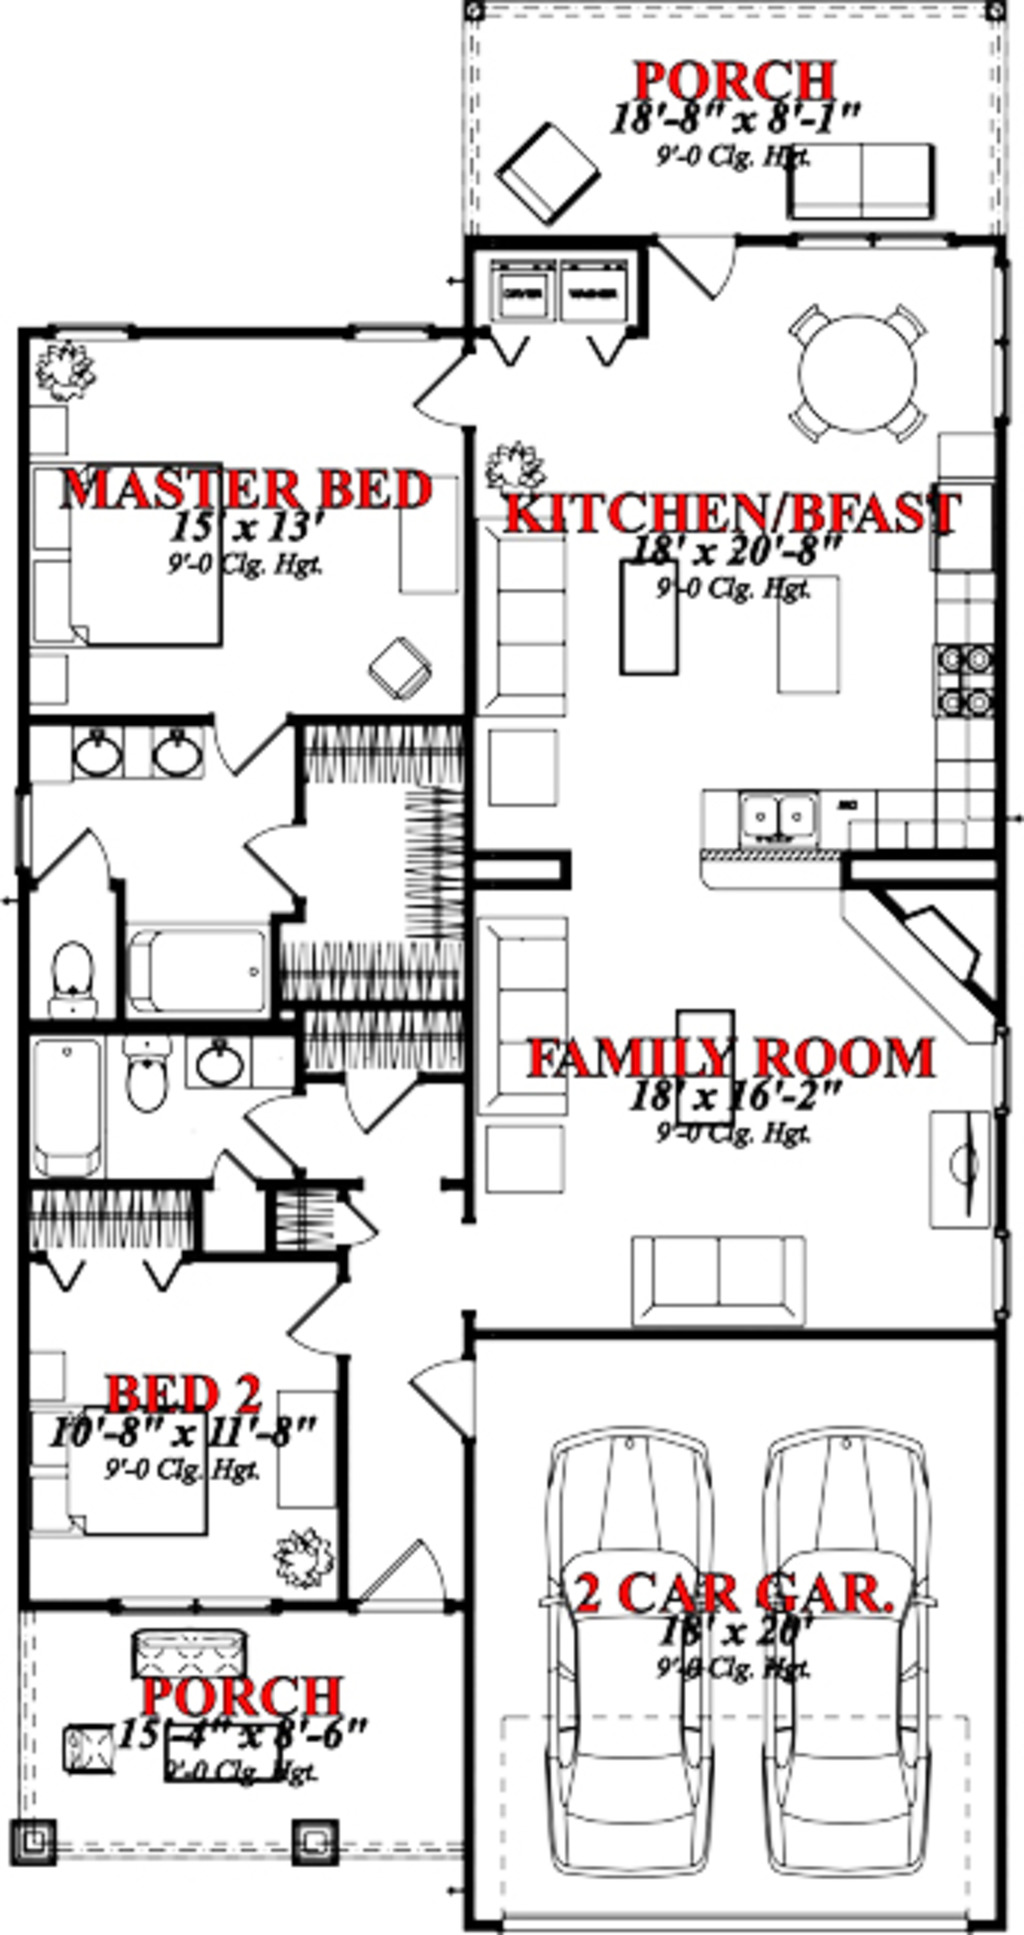 PORCH
18'-8" x 8'-1"
9'-0 Clg. Hgt.
DRYER
WASHER
MASTER BED
15' x 13'
9'-0 Clg. Hgt.
KITCHEN/BFAST
18' x 20'-8"
9'-0 Clg. Hgt.
FAMILY ROOM
18' x 16'-2"
9'-0 Clg. Hgt.
BED 2
10'-8" x 11'-8"
9'-0 Clg. Hgt.
2 CAR GAR.
18' x 20'
9'-0 Clg. Hgt.
PORCH
15'-4" x 8'-6"
9'-0 Clg. Hgt.